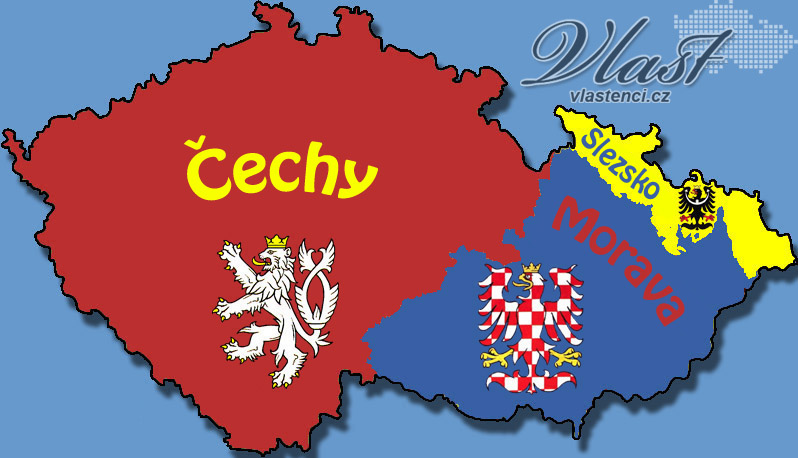 Vlast
vlastenci.cz
Čechy
Slezsko
Morava